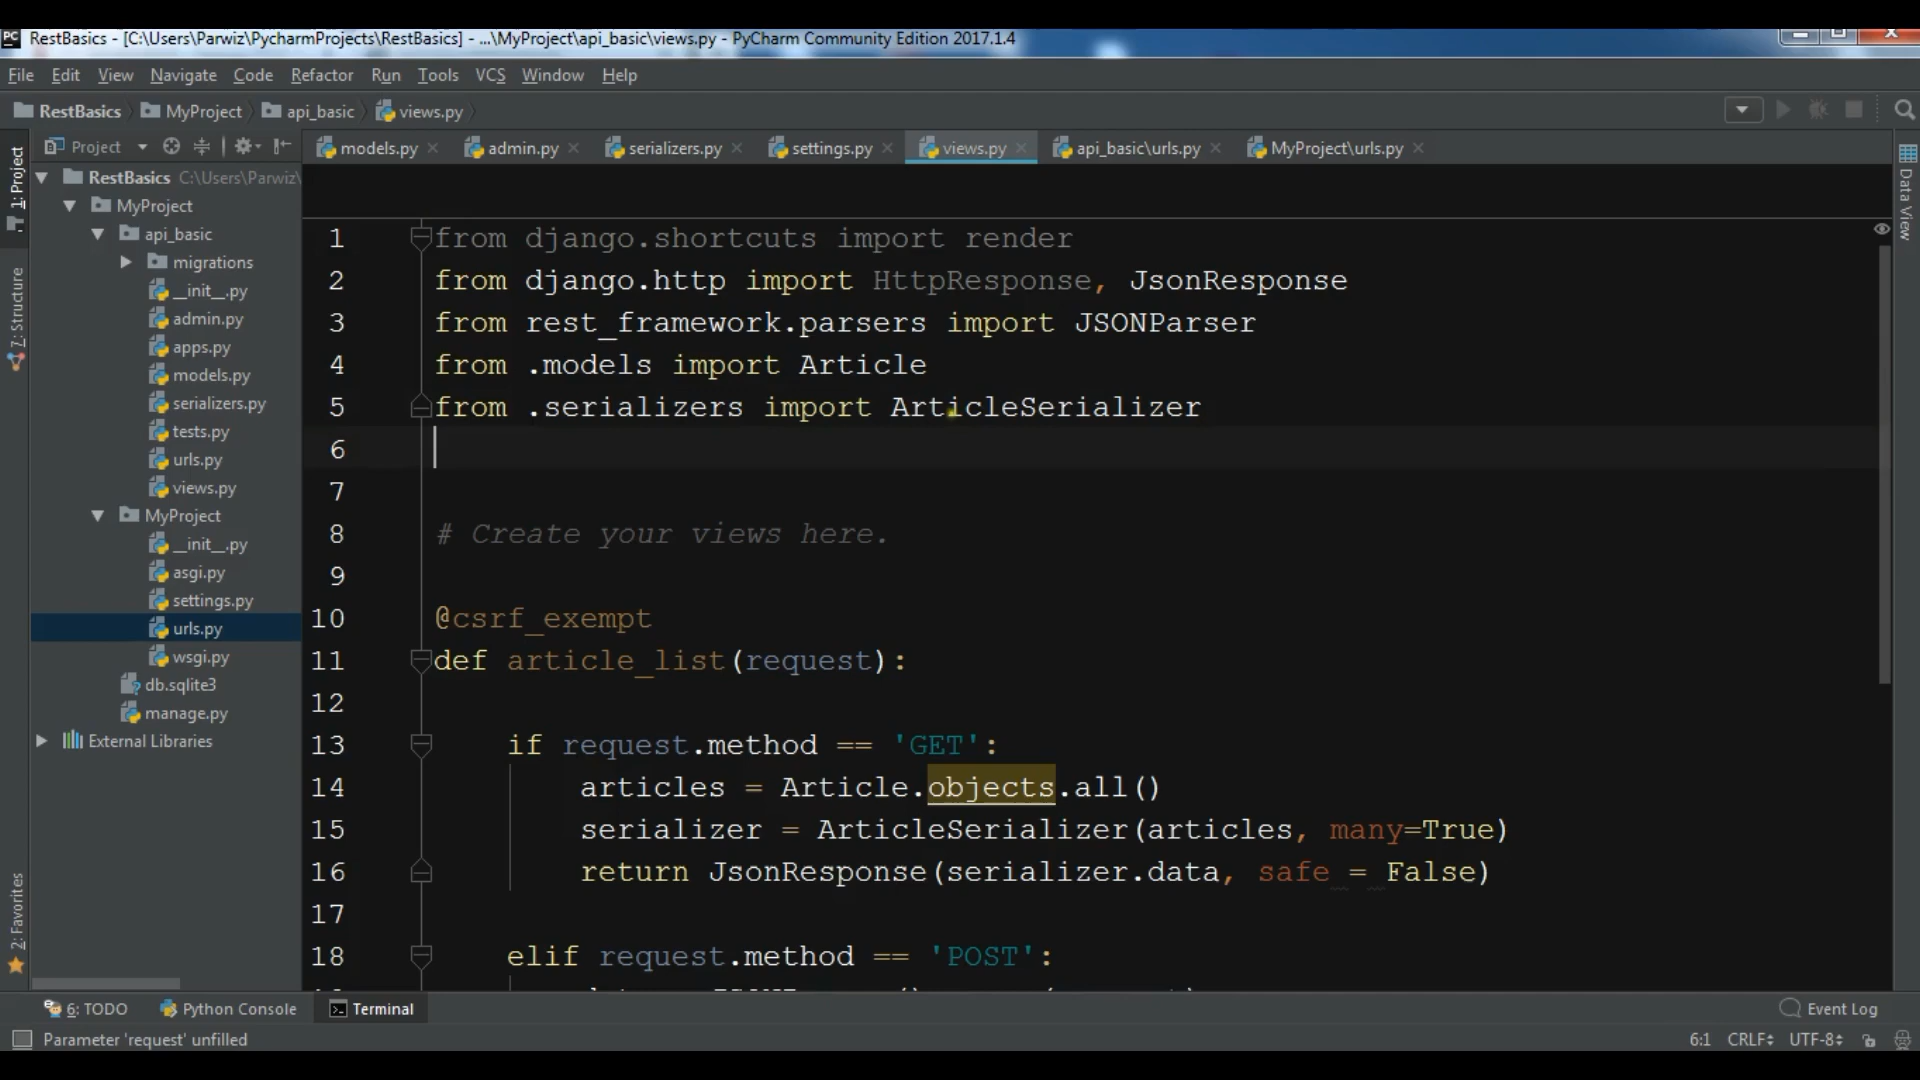 RestBasics - [C:\Users\Parwiz\PycharmProjects\RestBasics] - ...\MyProject\api_basic\views.py - PyCharm Community Edition 2017.1.4
File Edit View Navigate Code Refactor Run Tools VCS Window Help
RestBasics MyProject api_basic views.py
Project models.py admin.py serializers.py settings.py views.py api_basic\urls.py MyProject\urls.py
1: Project
7: Structure
2: Favorites
Data View
RestBasics C:\Users\Parwiz\
MyProject
api_basic
migrations
__init__.py
admin.py
apps.py
models.py
serializers.py
tests.py
urls.py
views.py
MyProject
__init__.py
asgi.py
settings.py
urls.py
wsgi.py
db.sqlite3
manage.py
External Libraries
1 from django.shortcuts import render
2 from django.http import HttpResponse, JsonResponse
3 from rest_framework.parsers import JSONParser
4 from .models import Article
5 from .serializers import ArticleSerializer
6
7
8 # Create your views here.
9
10 @csrf_exempt
11 def article_list(request):
12
13 if request.method == 'GET':
14 articles = Article.objects.all()
15 serializer = ArticleSerializer(articles, many=True)
16 return JsonResponse(serializer.data, safe = False)
17
18 elif request.method == 'POST':
6: TODO Python Console Terminal Event Log
Parameter 'request' unfilled 6:1 CRLF UTF-8